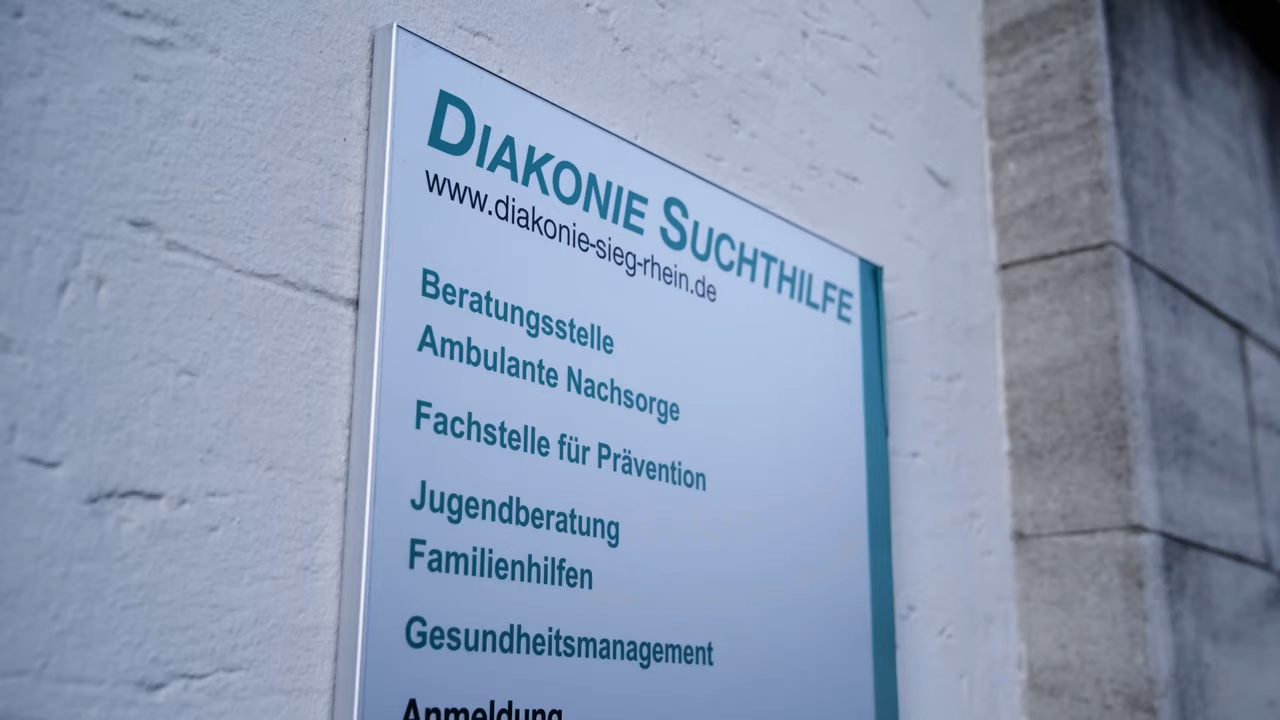 DIAKONIE SUCHTHILFE
www.diakonie-sieg-rhein.de
Beratungsstelle
Ambulante Nachsorge
Fachstelle für Prävention
Jugendberatung
Familienhilfen
Gesundheitsmanagement
Anmeldung